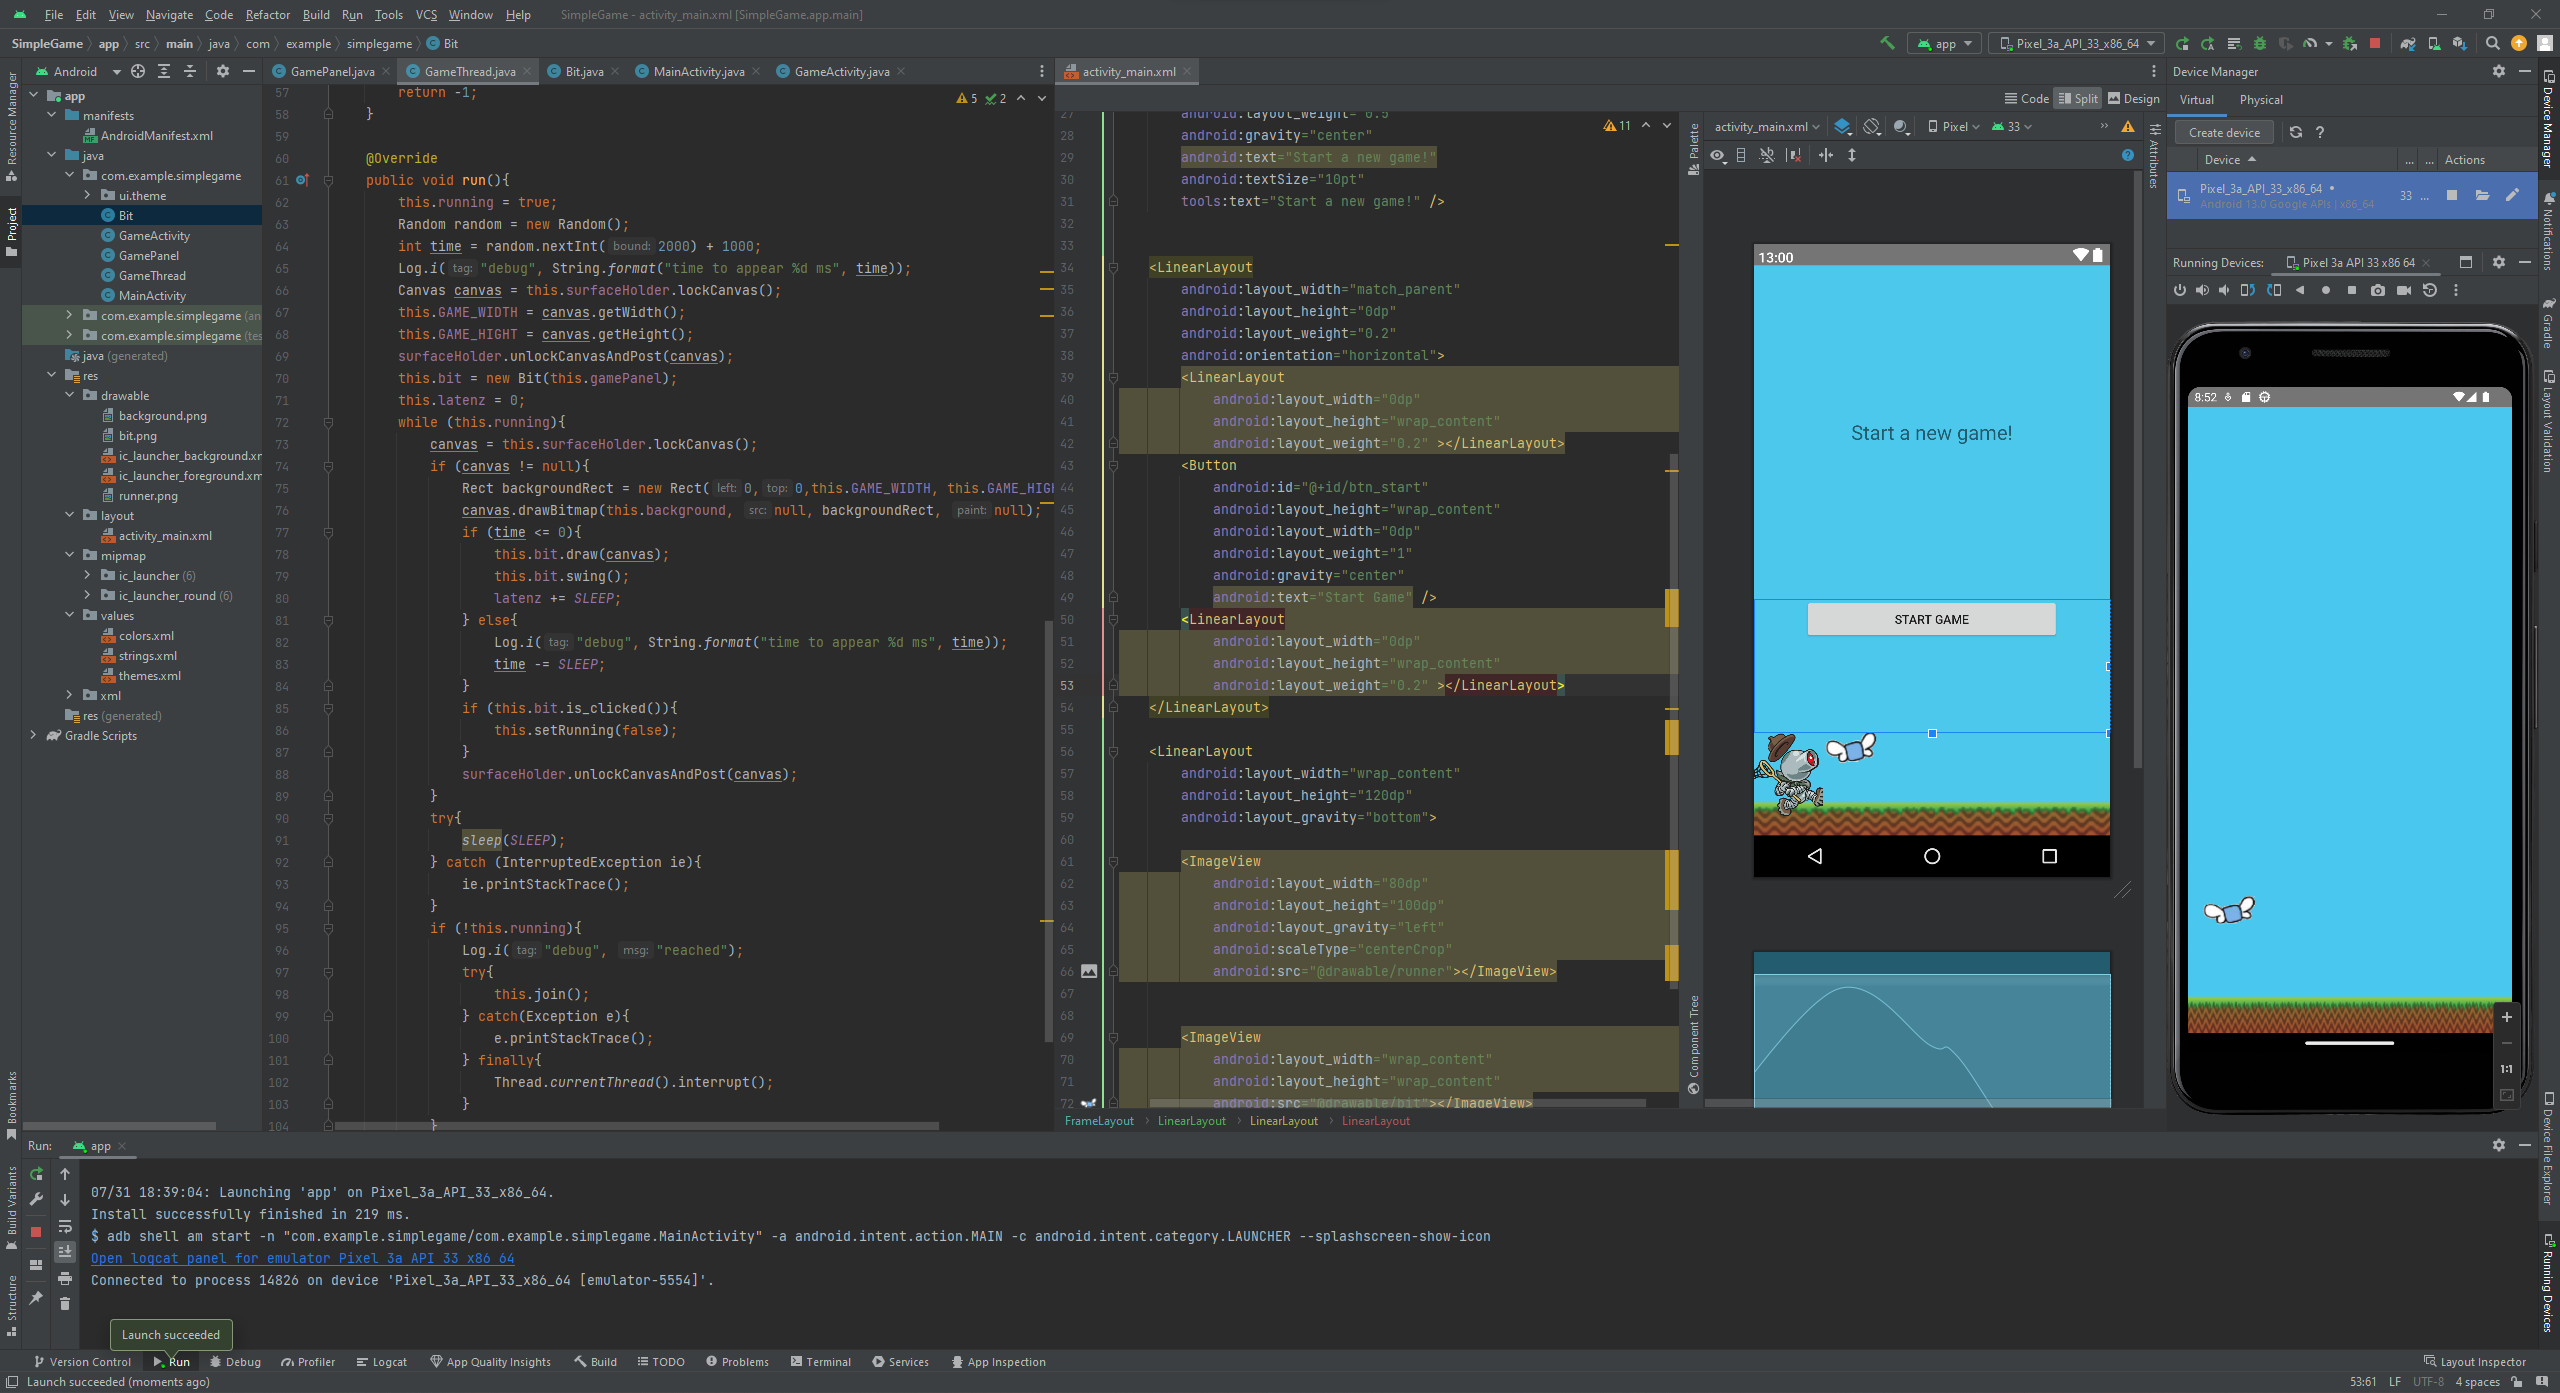 File Edit View Navigate Code Refactor Build Run Tools VCS Window Help SimpleGame - activity_main.xml [SimpleGame.app.main]
SimpleGame app src main java com example simplegame Bit app Pixel_3a_API_33_x86_64
Resource Manager
Project
Bookmarks
Build Variants
Structure
Android
app
manifests
AndroidManifest.xml
java
com.example.simplegame
ui.theme
Bit
GameActivity
GamePanel
GameThread
MainActivity
com.example.simplegame
com.example.simplegame
java (generated)
res
drawable
background.png
bit.png
ic_launcher_background.xr
ic_launcher_foreground.xm
runner.png
layout
activity_main.xml
mipmap
ic_launcher (6)
ic_launcher_round (6)
values
colors.xml
strings.xml
themes.xml
xml
res (generated)
Gradle Scripts
GamePanel.java GameThread.java Bit.java MainActivity.java GameActivity.java
5 2
57 return -1;
58 }
59
60 @Override
61 public void run(){
62 this.running = true;
63 Random random = new Random();
64 int time = random.nextInt( bound: 2000) + 1000;
65 Log.i( tag: "debug", String.format("time to appear %d ms", time));
66 Canvas canvas = this.surfaceHolder.lockCanvas();
67 this.GAME_WIDTH = canvas.getWidth();
68 this.GAME_HIGHT = canvas.getHeight();
69 surfaceHolder.unlockCanvasAndPost(canvas);
70 this.bit = new Bit(this.gamePanel);
71 this.latenz = 0;
72 while (this.running){
73 canvas = this.surfaceHolder.lockCanvas();
74 if (canvas != null){
75 Rect backgroundRect = new Rect( left: 0, top: 0,this.GAME_WIDTH, this.GAME_HIGH
76 canvas.drawBitmap(this.background, src: null, backgroundRect, paint: null);
77 if (time <= 0){
78 this.bit.draw(canvas);
79 this.bit.swing();
80 latenz += SLEEP;
81 } else{
82 Log.i( tag: "debug", String.format("time to appear %d ms", time));
83 time -= SLEEP;
84 }
85 if (this.bit.is_clicked()){
86 this.setRunning(false);
87 }
88 surfaceHolder.unlockCanvasAndPost(canvas);
89 }
90 try{
91 sleep(SLEEP);
92 } catch (InterruptedException ie){
93 ie.printStackTrace();
94 }
95 if (!this.running){
96 Log.i( tag: "debug", msg: "reached");
97 try{
98 this.join();
99 } catch(Exception e){
100 e.printStackTrace();
101 } finally{
102 Thread.currentThread().interrupt();
103 }
104 }
activity_main.xml
Code Split Design
11
27 android:layout_weight="0.5"
28 android:gravity="center"
29 android:text="Start a new game!"
30 android:textSize="10pt"
31 tools:text="Start a new game!" />
32
33
34 <LinearLayout
35 android:layout_width="match_parent"
36 android:layout_height="0dp"
37 android:layout_weight="0.2"
38 android:orientation="horizontal">
39 <LinearLayout
40 android:layout_width="0dp"
41 android:layout_height="wrap_content"
42 android:layout_weight="0.2" ></LinearLayout>
43 <Button
44 android:id="@+id/btn_start"
45 android:layout_height="wrap_content"
46 android:layout_width="0dp"
47 android:layout_weight="1"
48 android:gravity="center"
49 android:text="Start Game" />
50 <LinearLayout
51 android:layout_width="0dp"
52 android:layout_height="wrap_content"
53 android:layout_weight="0.2" ></LinearLayout>
54 </LinearLayout>
55
56 <LinearLayout
57 android:layout_width="wrap_content"
58 android:layout_height="120dp"
59 android:layout_gravity="bottom">
60
61 <ImageView
62 android:layout_width="80dp"
63 android:layout_height="100dp"
64 android:layout_gravity="left"
65 android:scaleType="centerCrop"
66 android:src="@drawable/runner"></ImageView>
67
68
69 <ImageView
70 android:layout_width="wrap_content"
71 android:layout_height="wrap_content"
72 android:src="@drawable/bit"></ImageView>
FrameLayout LinearLayout LinearLayout LinearLayout
Palette
Component Tree
activity_main.xml Pixel 33
Attributes
13:00
Start a new game!
START GAME
Device Manager
Virtual Physical
Create device ?
Device ... ... Actions
Pixel_3a_API_33_x86_64
Android 13.0 Google APIs | x86_64
33 ...
Running Devices: Pixel 3a API 33 x86 64
8:52
1:1
Device Manager
Notifications
Gradle
Layout Validation
Device File Explorer
Running Devices
Run: app
07/31 18:39:04: Launching 'app' on Pixel_3a_API_33_x86_64.
Install successfully finished in 219 ms.
$ adb shell am start -n "com.example.simplegame/com.example.simplegame.MainActivity" -a android.intent.action.MAIN -c android.intent.category.LAUNCHER --splashscreen-show-icon
Open logcat panel for emulator Pixel 3a API 33 x86 64
Connected to process 14826 on device 'Pixel_3a_API_33_x86_64 [emulator-5554]'.
Launch succeeded
Version Control Run Debug Profiler Logcat App Quality Insights Build TODO Problems Terminal Services App Inspection Layout Inspector
Launch succeeded (moments ago) 53:61 LF UTF-8 4 spaces